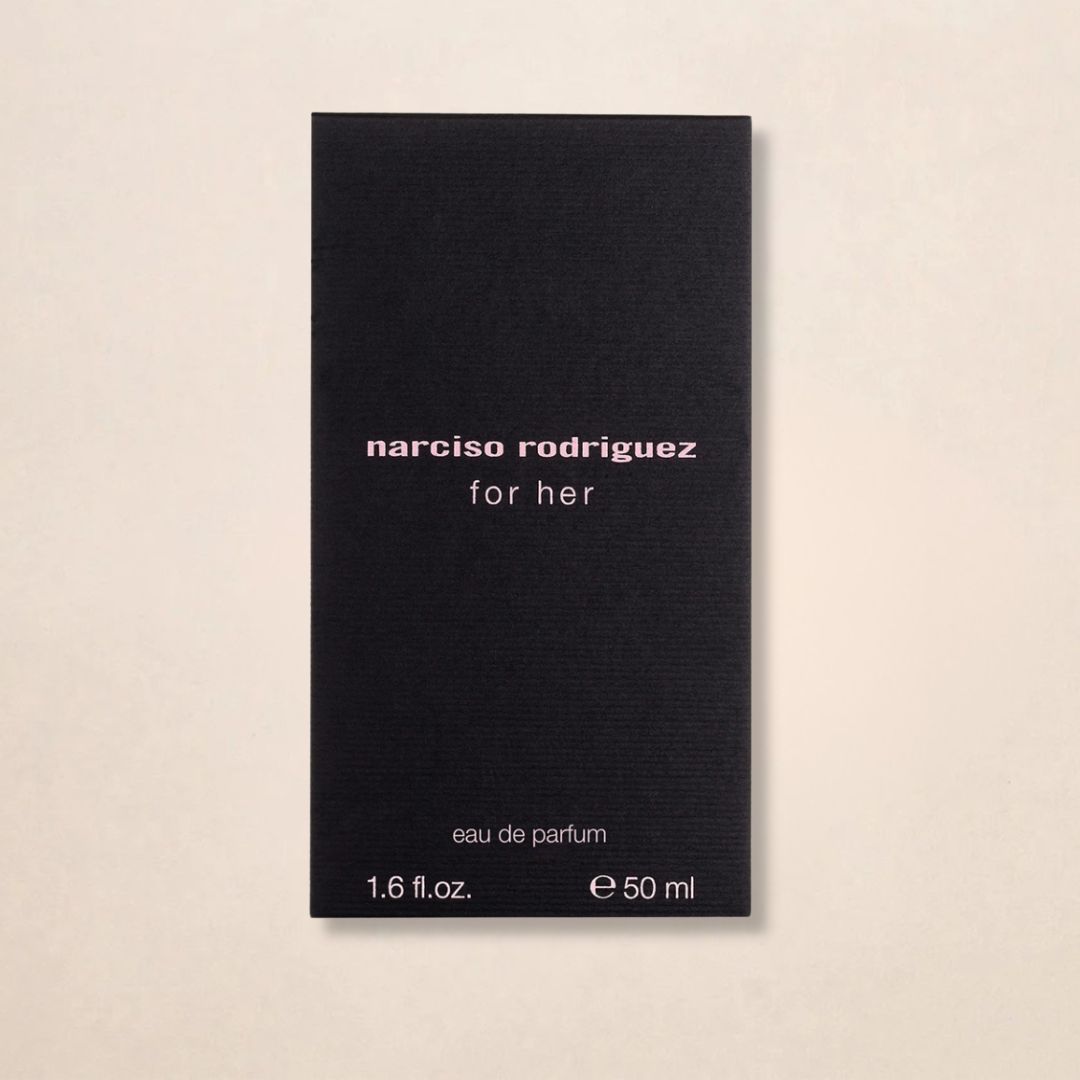 narciso rodriguez
for her
eau de parfum
1.6 fl.oz. ℮ 50 ml